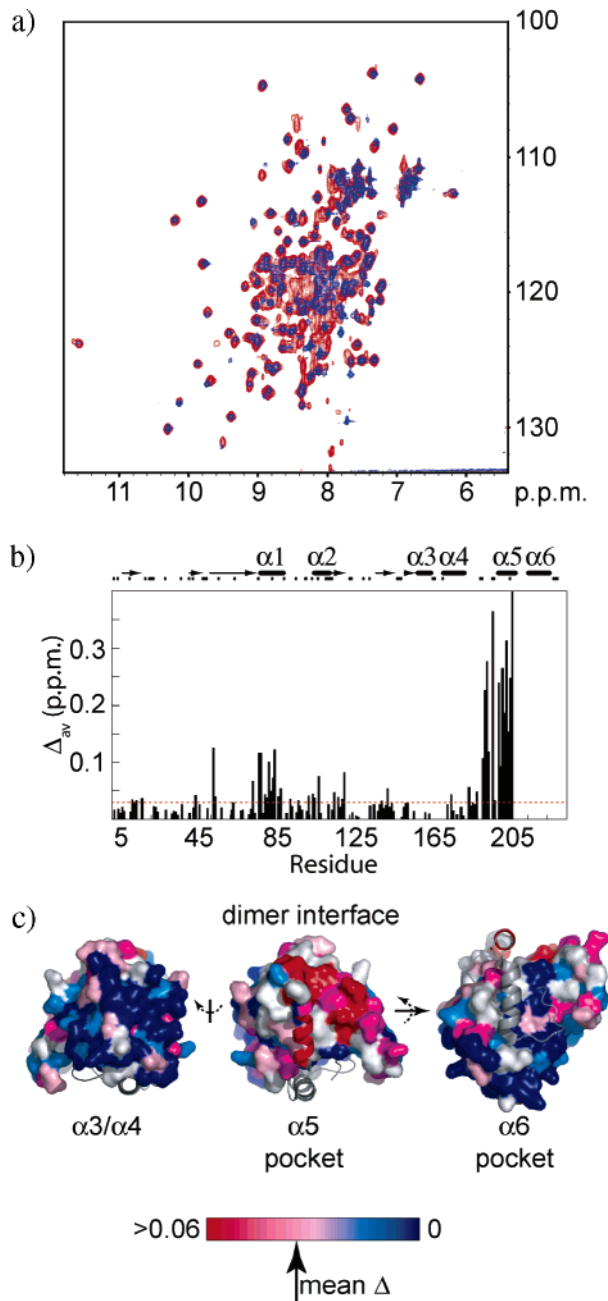 a)
100
110
120
130
11 10 9 8 7 6 p.p.m.
b)
α1 α2 α3 α4 α5 α6
Δav (p.p.m.)
0.3
0.2
0.1
5 45 85 125 165 205
Residue
c)
dimer interface
α3/α4 α5 α6
pocket pocket
>0.06 0
mean Δ